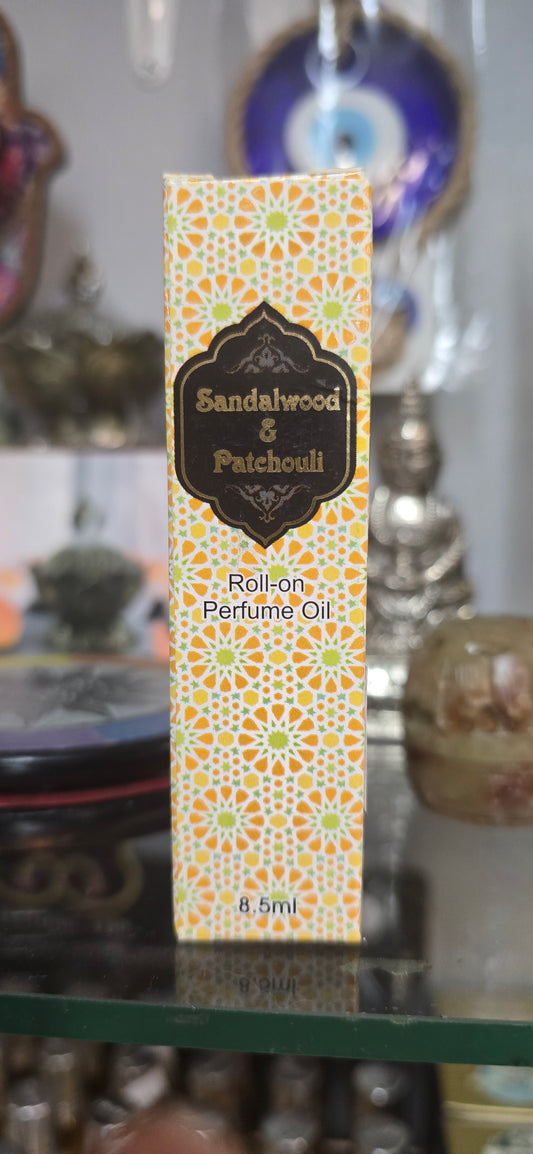 Sandalwood
&
Patchouli
Roll-on
Perfume Oil
8.5ml